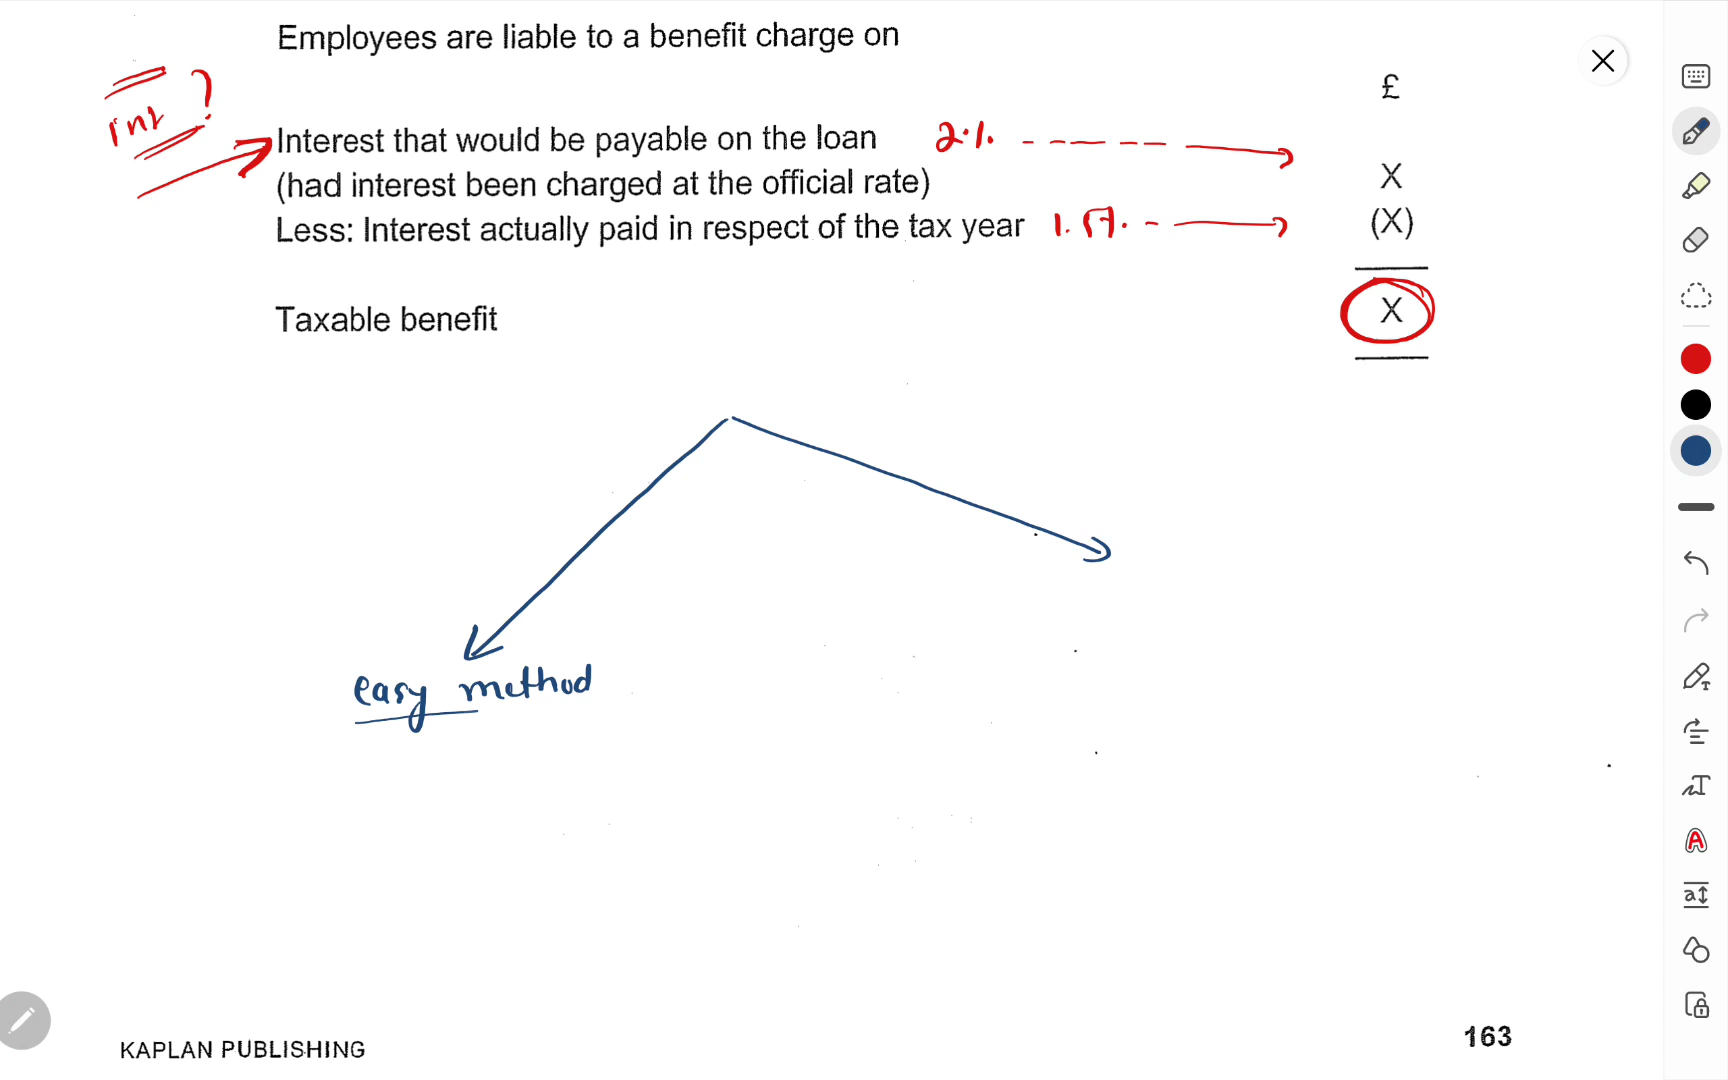 Employees are liable to a benefit charge on
£
int ?
Interest that would be payable on the loan 2%
X
(had interest been charged at the official rate)
Less: Interest actually paid in respect of the tax year
(X)
Taxable benefit
X
easy method
KAPLAN PUBLISHING
163